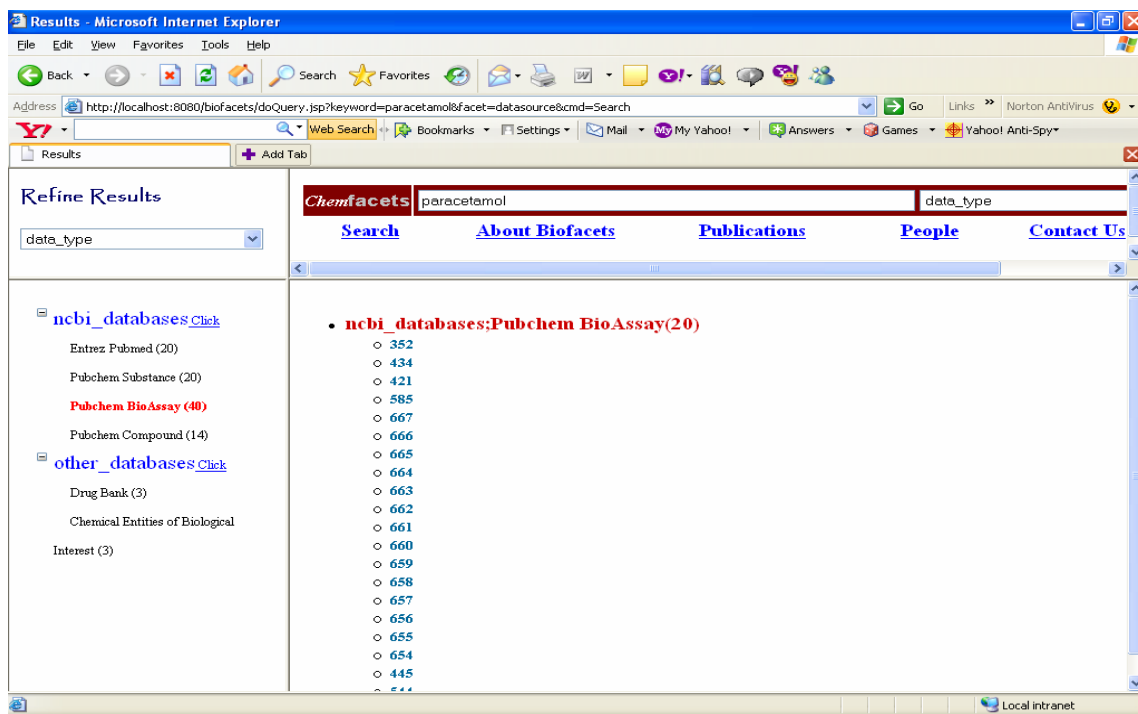 Results - Microsoft Internet Explorer
File Edit View Favorites Tools Help
Back Search Favorites
Address http://localhost:8080/biofacets/doQuery.jsp?keyword=paracetamol&facet=datasource&cmd=Search Go Links » Norton AntiVirus
Y7 Web Search Bookmarks Settings Mail My Yahoo! Answers Games Yahoo! Anti-Spy
Results Add Tab
Refine Results
data_type
Chemfacets paracetamol data_type
Search About Biofacets Publications People Contact Us
ncbi_databases Click
Entrez Pubmed (20)
Pubchem Substance (20)
Pubchem BioAssay (40)
Pubchem Compound (14)
other_databases Click
Drug Bank (3)
Chemical Entities of Biological
Interest (3)
ncbi_databases;Pubchem BioAssay(20)
352
434
421
585
667
666
665
664
663
662
661
660
659
658
657
656
655
654
445
Local intranet